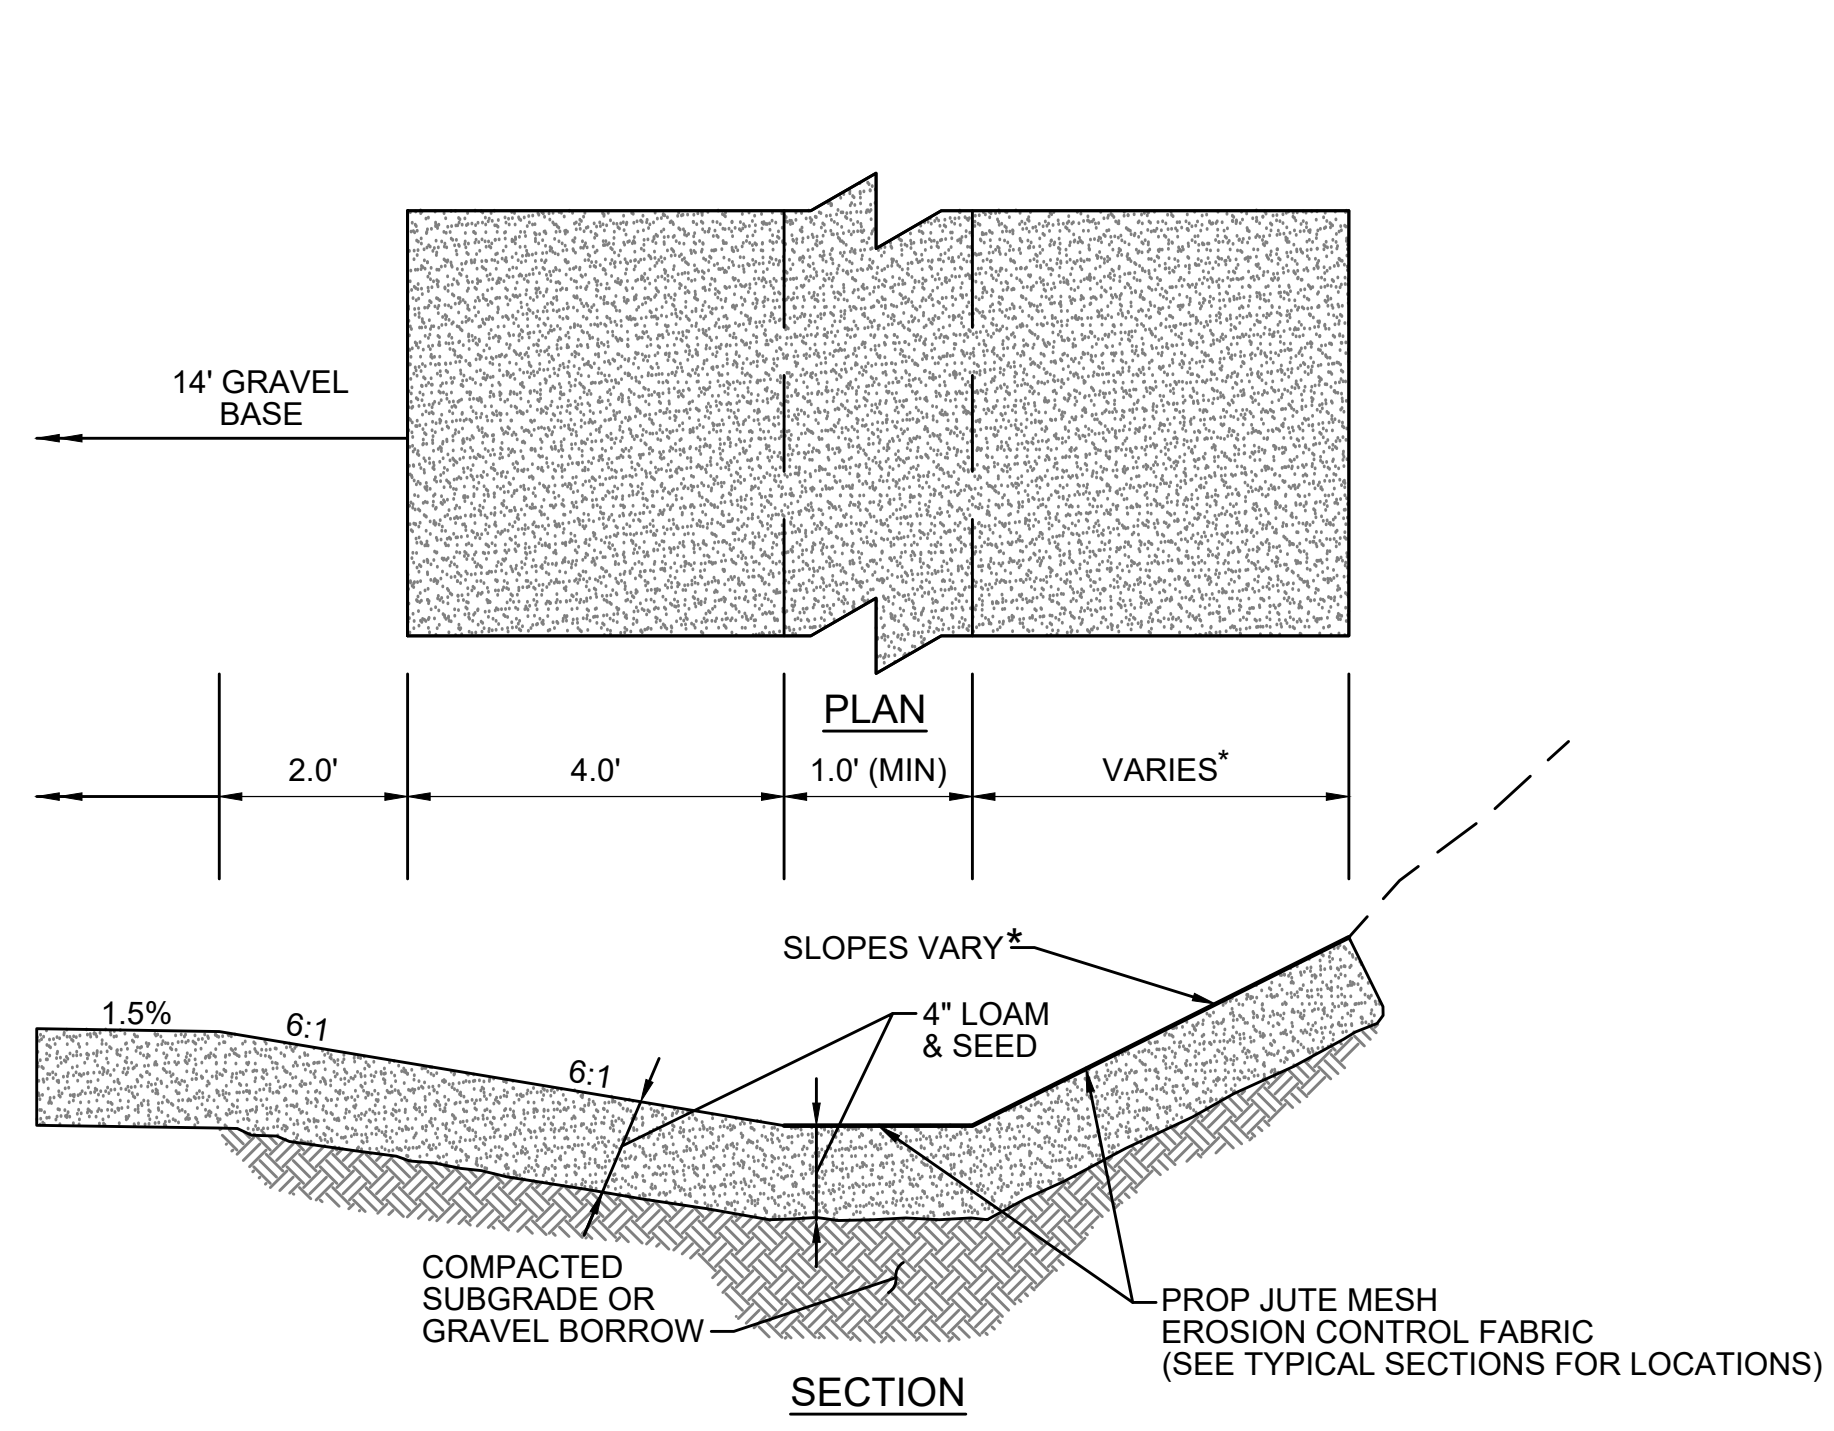 14' GRAVEL
BASE
PLAN
2.0'
4.0'
1.0' (MIN)
VARIES*
SLOPES VARY*
1.5%
6:1
6:1
4" LOAM
& SEED
COMPACTED
SUBGRADE OR
GRAVEL BORROW
PROP JUTE MESH
EROSION CONTROL FABRIC
(SEE TYPICAL SECTIONS FOR LOCATIONS)
SECTION